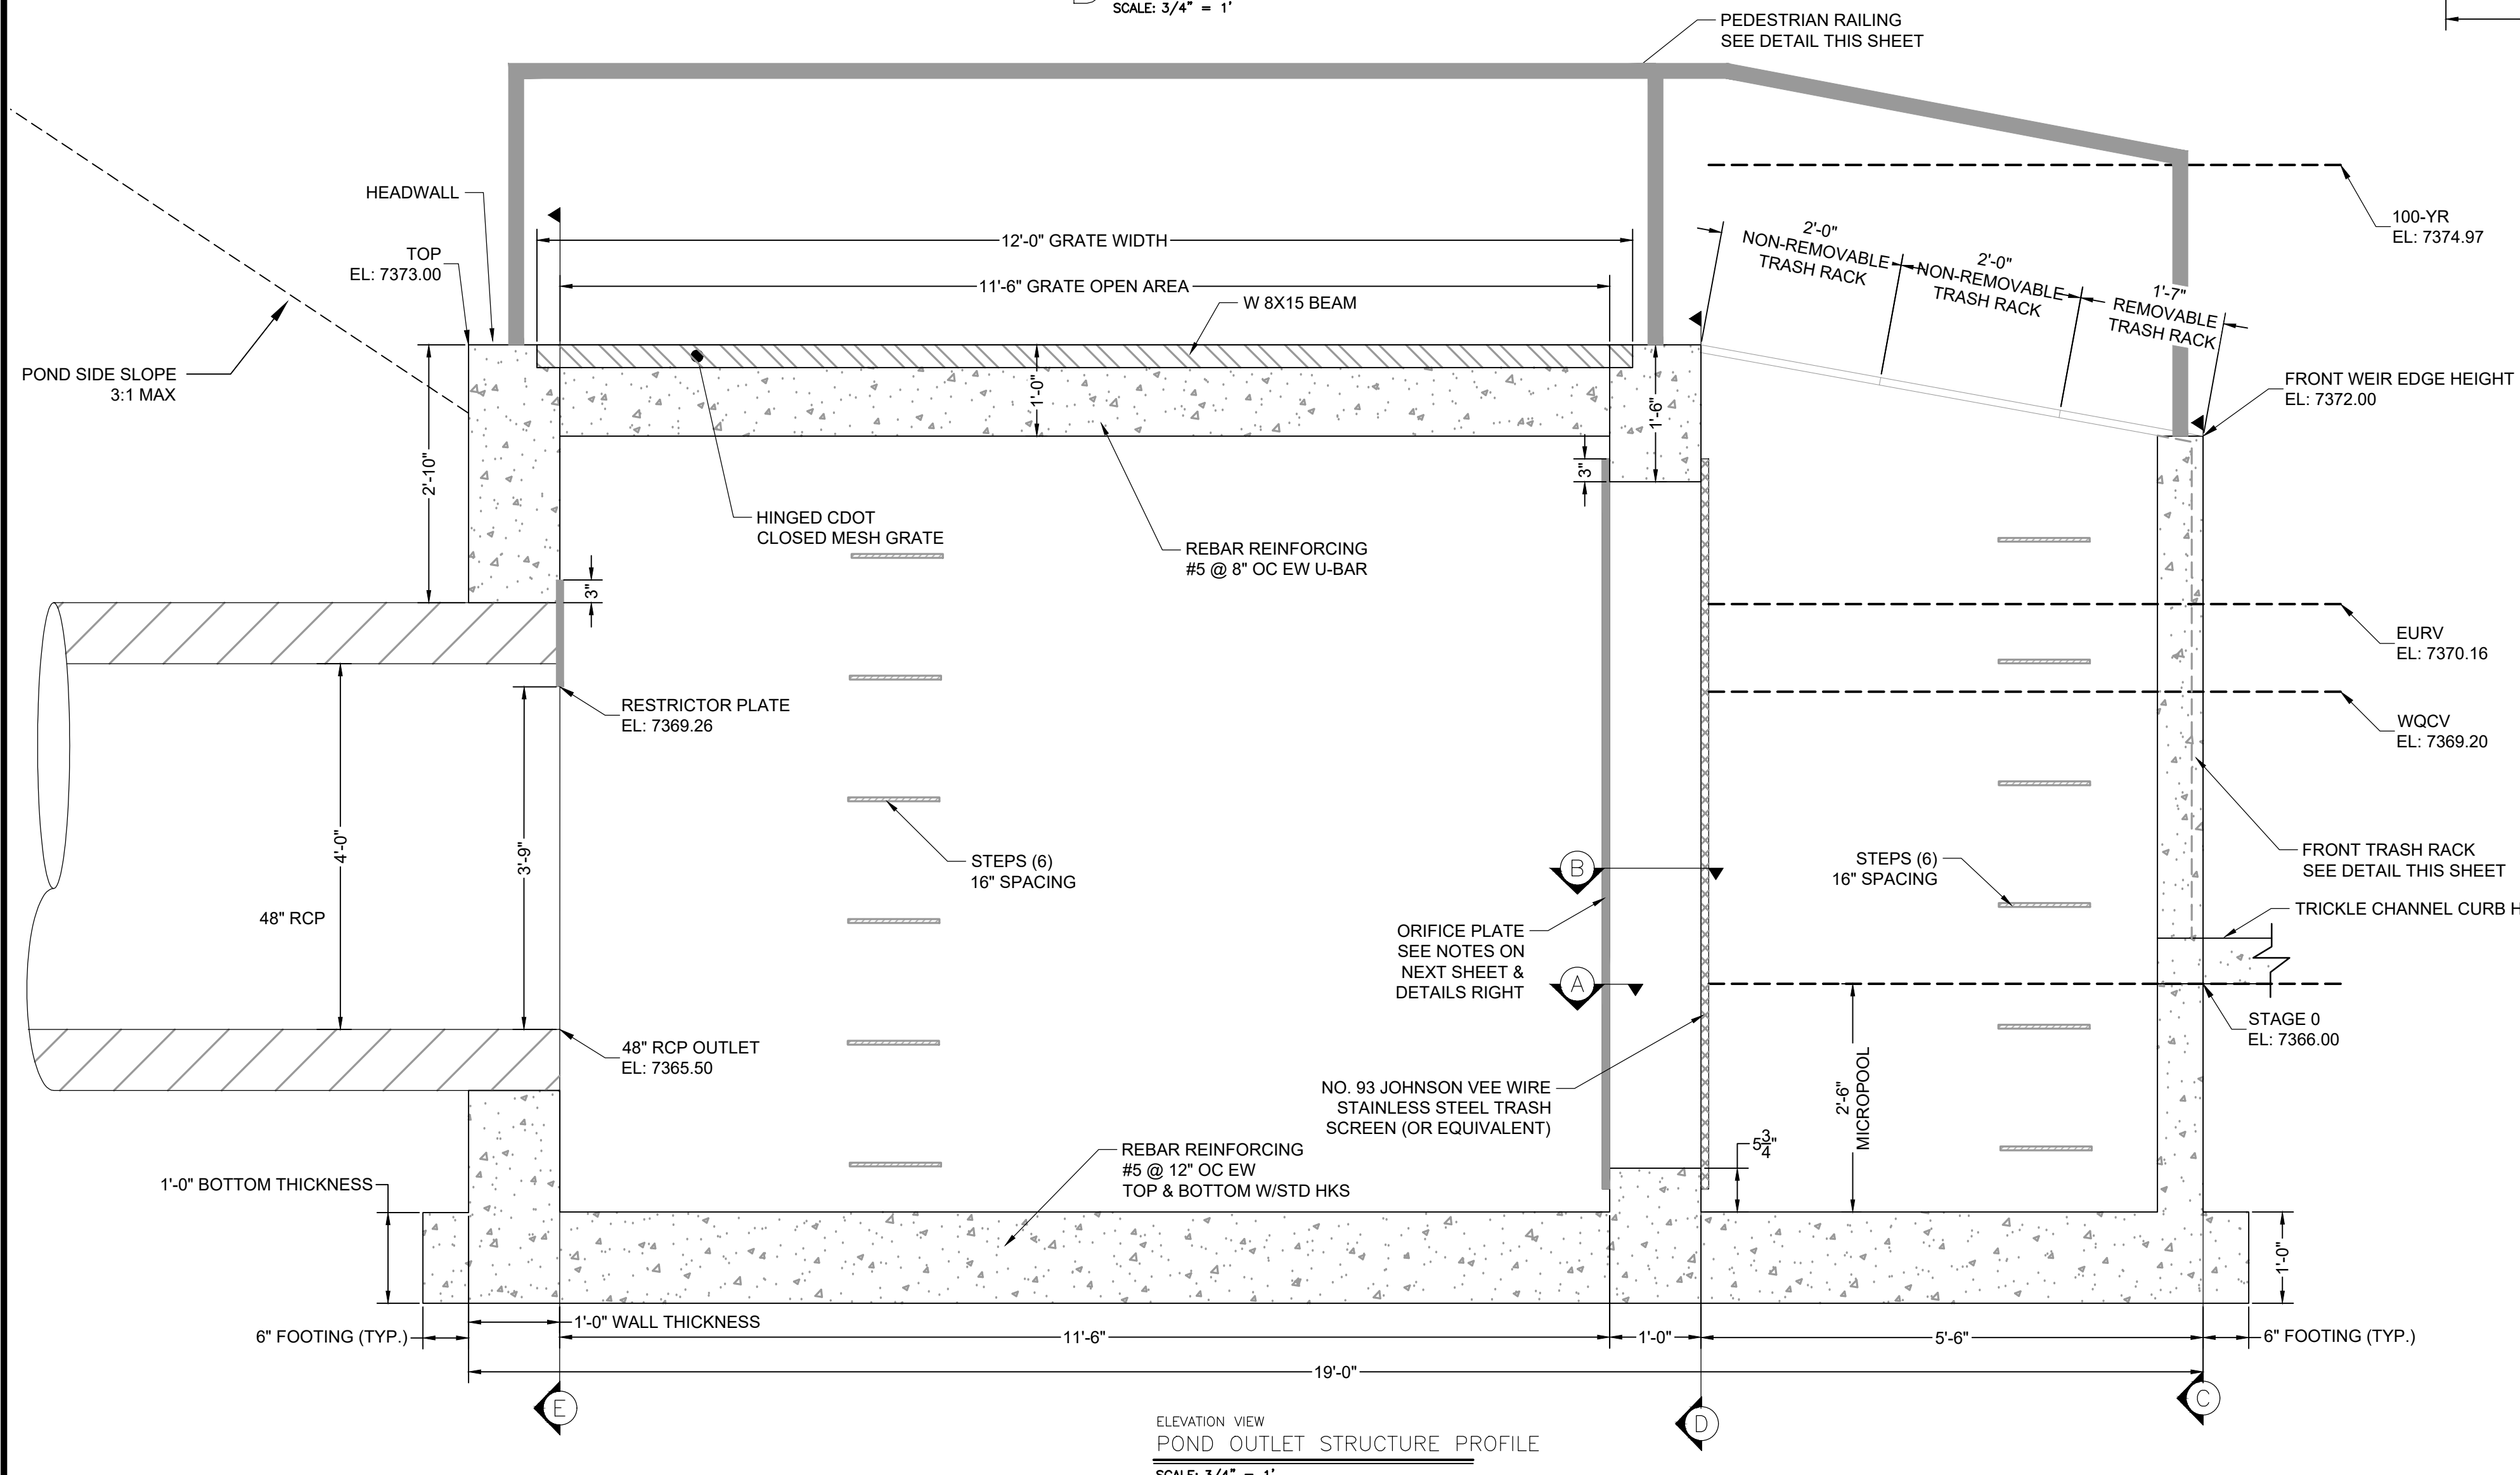 SCALE: 3/4" = 1'
PEDESTRIAN RAILING
SEE DETAIL THIS SHEET
HEADWALL
TOP
EL: 7373.00
POND SIDE SLOPE
3:1 MAX
12'-0" GRATE WIDTH
11'-6" GRATE OPEN AREA
W 8X15 BEAM
2'-0"
NON-REMOVABLE
TRASH RACK
2'-0"
NON-REMOVABLE
TRASH RACK
1'-7"
REMOVABLE
TRASH RACK
100-YR
EL: 7374.97
FRONT WEIR EDGE HEIGHT
EL: 7372.00
2'-10"
1'-0"
1'-6"
3"
3"
HINGED CDOT
CLOSED MESH GRATE
REBAR REINFORCING
#5 @ 8" OC EW U-BAR
EURV
EL: 7370.16
RESTRICTOR PLATE
EL: 7369.26
WQCV
EL: 7369.20
4'-0"
3'-9"
48" RCP
STEPS (6)
16" SPACING
B
STEPS (6)
16" SPACING
FRONT TRASH RACK
SEE DETAIL THIS SHEET
TRICKLE CHANNEL CURB H
ORIFICE PLATE
SEE NOTES ON
NEXT SHEET &
DETAILS RIGHT
A
STAGE 0
EL: 7366.00
48" RCP OUTLET
EL: 7365.50
NO. 93 JOHNSON VEE WIRE
STAINLESS STEEL TRASH
SCREEN (OR EQUIVALENT)
2'-6"
MICROPOOL
5 3/4"
REBAR REINFORCING
#5 @ 12" OC EW
TOP & BOTTOM W/STD HKS
1'-0" BOTTOM THICKNESS
1'-0"
1'-0" WALL THICKNESS
6" FOOTING (TYP.)
11'-6"
1'-0"
5'-6"
6" FOOTING (TYP.)
19'-0"
E
D
C
ELEVATION VIEW
POND OUTLET STRUCTURE PROFILE
SCALE: 3/4" = 1'